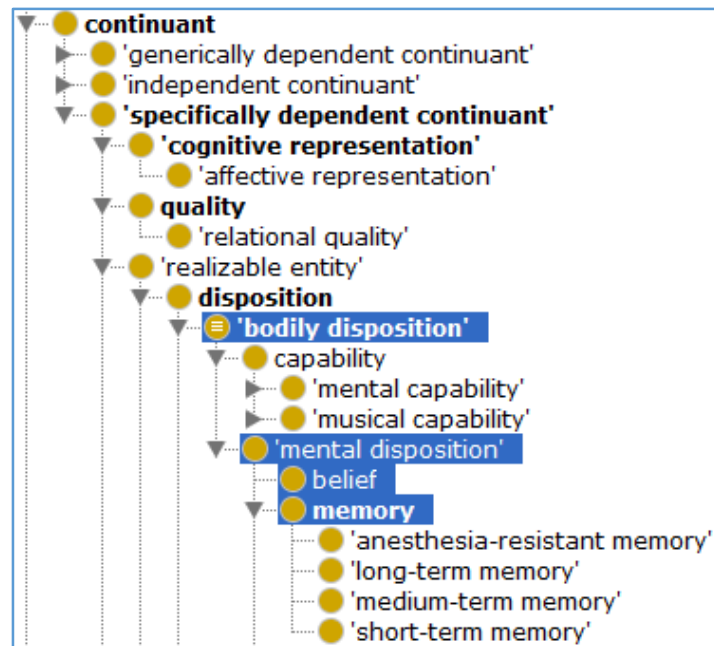 continuant
'generically dependent continuant'
'independent continuant'
'specifically dependent continuant'
'cognitive representation'
'affective representation'
quality
'relational quality'
'realizable entity'
disposition
'bodily disposition'
capability
'mental capability'
'musical capability'
'mental disposition'
belief
memory
'anesthesia-resistant memory'
'long-term memory'
'medium-term memory'
'short-term memory'